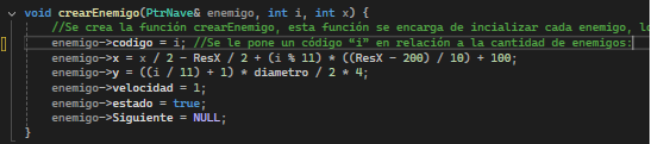 void crearEnemigo(PtrNave& enemigo, int i, int x) {
//Se crea la función crearEnemigo, esta función se encarga de incializar cada enemigo, lo
enemigo->codigo = i; //Se le pone un código "i" en relación a la cantidad de enemigos:
enemigo->x = x / 2 - ResX / 2 + (i % 11) * ((ResX - 200) / 10) + 100;
enemigo->y = ((i / 11) + 1) * diametro / 2 * 4;
enemigo->velocidad = 1;
enemigo->estado = true;
enemigo->Siguiente = NULL;
}